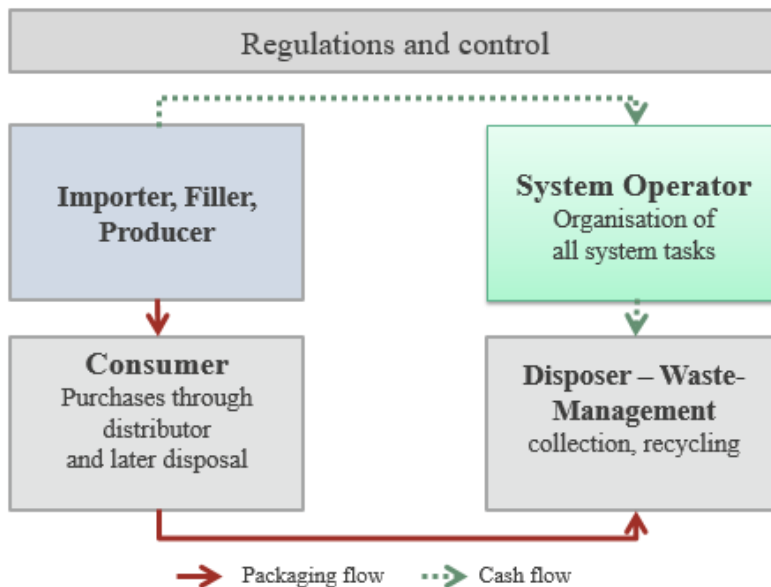 Regulations and control
Importer, Filler,
Producer
System Operator
Organisation of
all system tasks
Consumer
Purchases through
distributor
and later disposal
Disposer – Waste-
Management
collection, recycling
Packaging flow
Cash flow